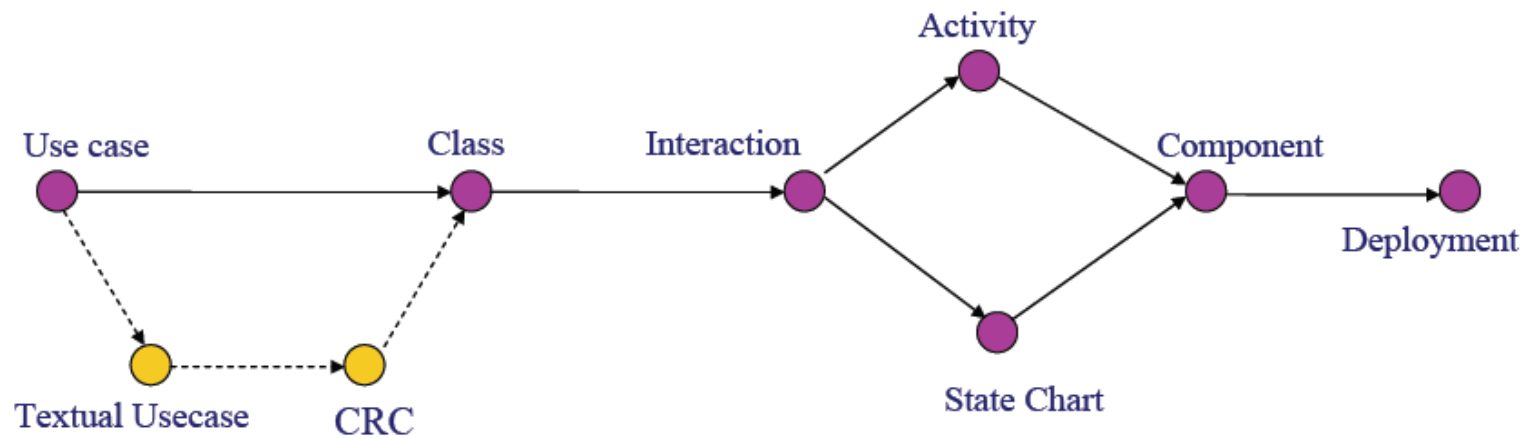 Activity
Use case
Class
Interaction
Component
Deployment
State Chart
Textual Usecase
CRC